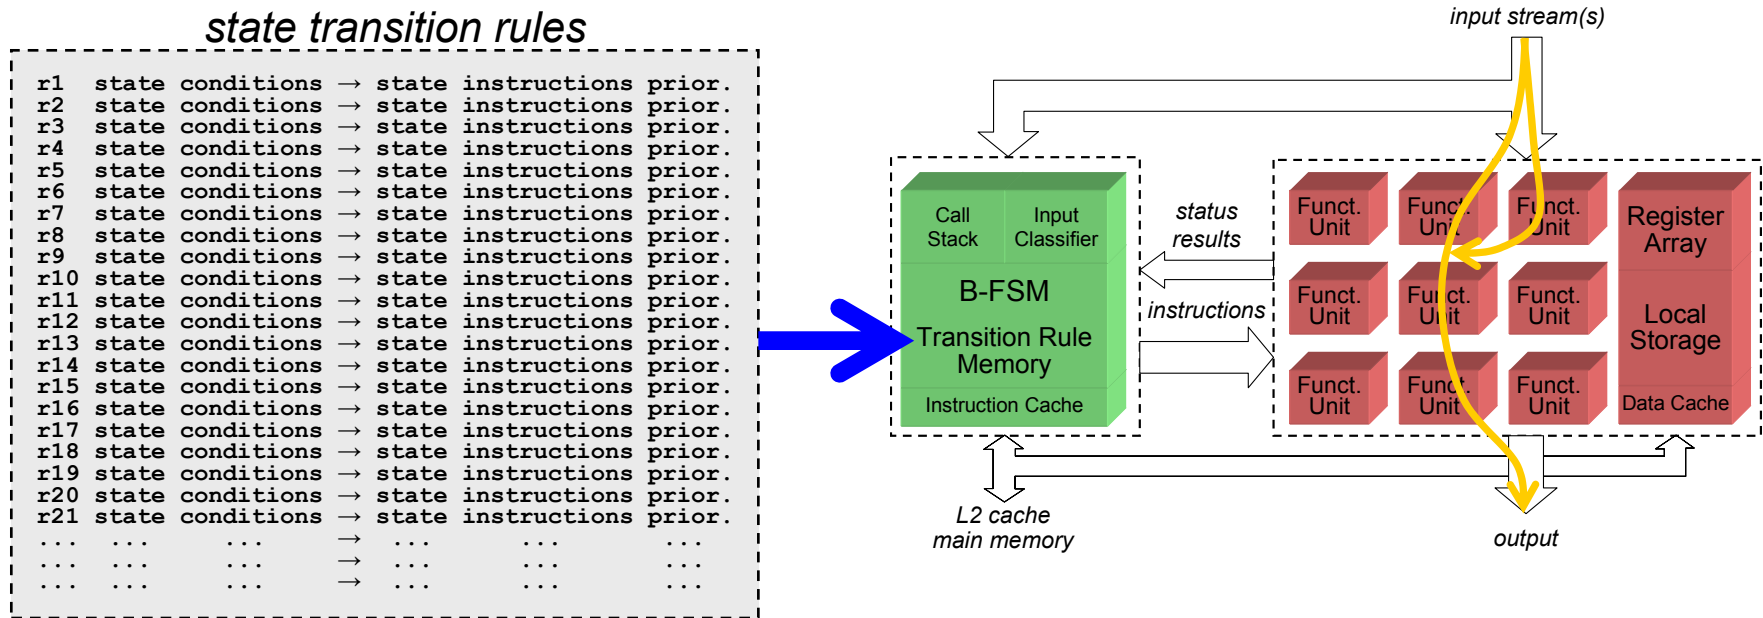 state transition rules
r1 state conditions → state instructions prior.
r2 state conditions → state instructions prior.
r3 state conditions → state instructions prior.
r4 state conditions → state instructions prior.
r5 state conditions → state instructions prior.
r6 state conditions → state instructions prior.
r7 state conditions → state instructions prior.
r8 state conditions → state instructions prior.
r9 state conditions → state instructions prior.
r10 state conditions → state instructions prior.
r11 state conditions → state instructions prior.
r12 state conditions → state instructions prior.
r13 state conditions → state instructions prior.
r14 state conditions → state instructions prior.
r15 state conditions → state instructions prior.
r16 state conditions → state instructions prior.
r17 state conditions → state instructions prior.
r18 state conditions → state instructions prior.
r19 state conditions → state instructions prior.
r20 state conditions → state instructions prior.
r21 state conditions → state instructions prior.
... ... ... → ... ... ...
... ... ... → ... ... ...
... ... ... → ... ... ...
input stream(s)
Call
Stack
Input
Classifier
B-FSM
Transition Rule
Memory
Instruction Cache
status
results
instructions
Funct.
Unit
Funct.
Unit
Funct.
Unit
Funct.
Unit
Funct.
Unit
Funct.
Unit
Funct.
Unit
Funct.
Unit
Funct.
Unit
Register
Array
Local
Storage
Data Cache
L2 cache
main memory
output